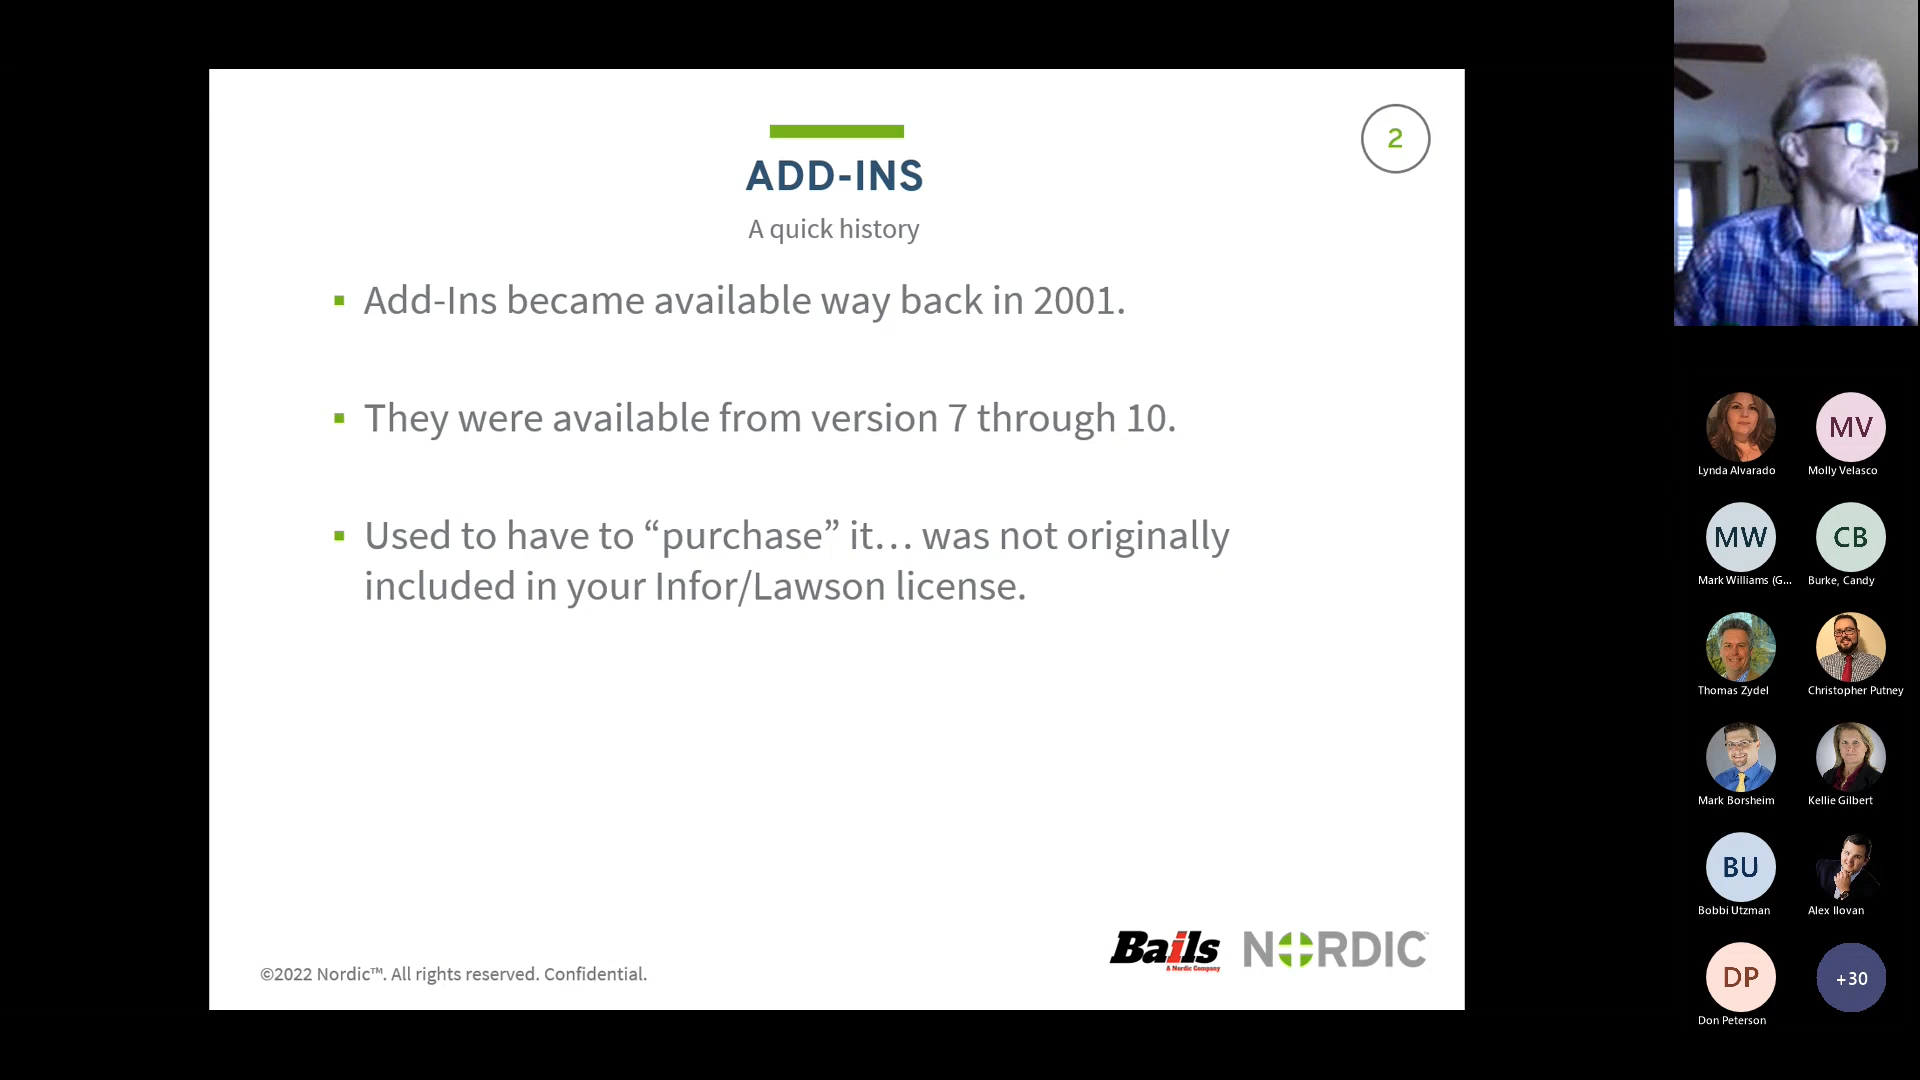 2
ADD-INS
A quick history
▪ Add-Ins became available way back in 2001.
▪ They were available from version 7 through 10.
▪ Used to have to “purchase” it… was not originally
included in your Infor/Lawson license.
©2022 Nordic™. All rights reserved. Confidential.
Bails
A Nordic Company
NORDIC™
Lynda Alvarado
MV
Molly Velasco
MW
Mark Williams (G...
CB
Burke, Candy
Thomas Zydel
Christopher Putney
Mark Borsheim
Kellie Gilbert
BU
Bobbi Utzman
Alex Ilovan
DP
Don Peterson
+30